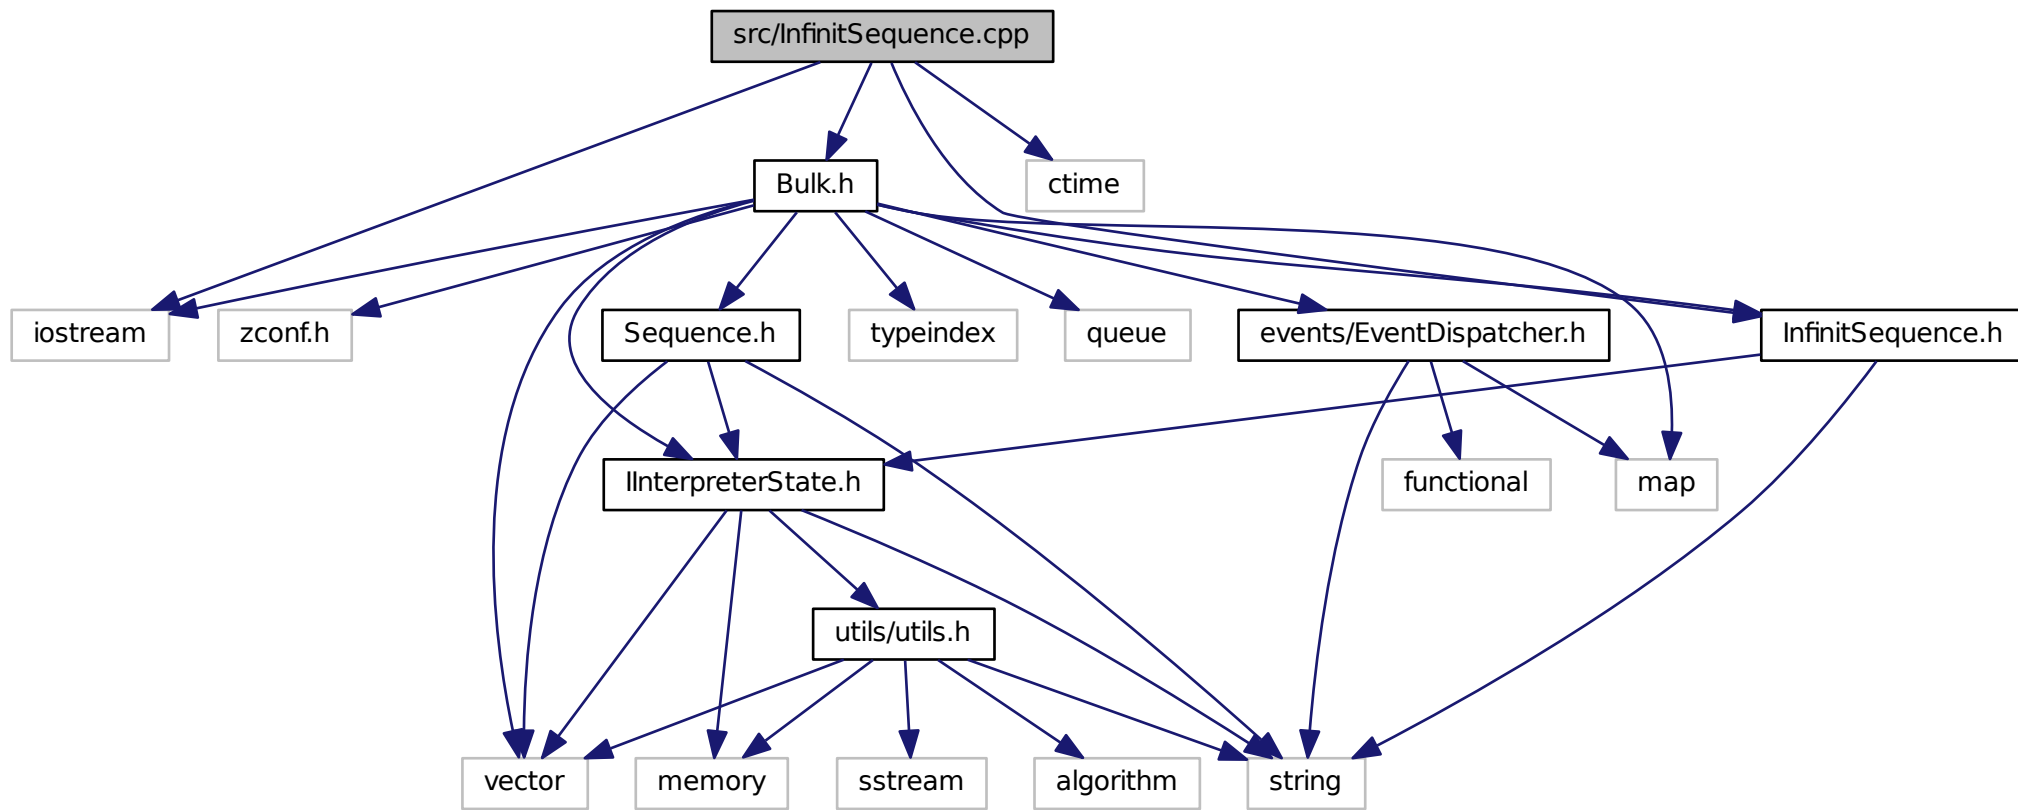 src/InfinitSequence.cpp
Bulk.h
ctime
iostream
zconf.h
Sequence.h
typeindex
queue
events/EventDispatcher.h
InfinitSequence.h
IInterpreterState.h
functional
map
utils/utils.h
vector
memory
sstream
algorithm
string